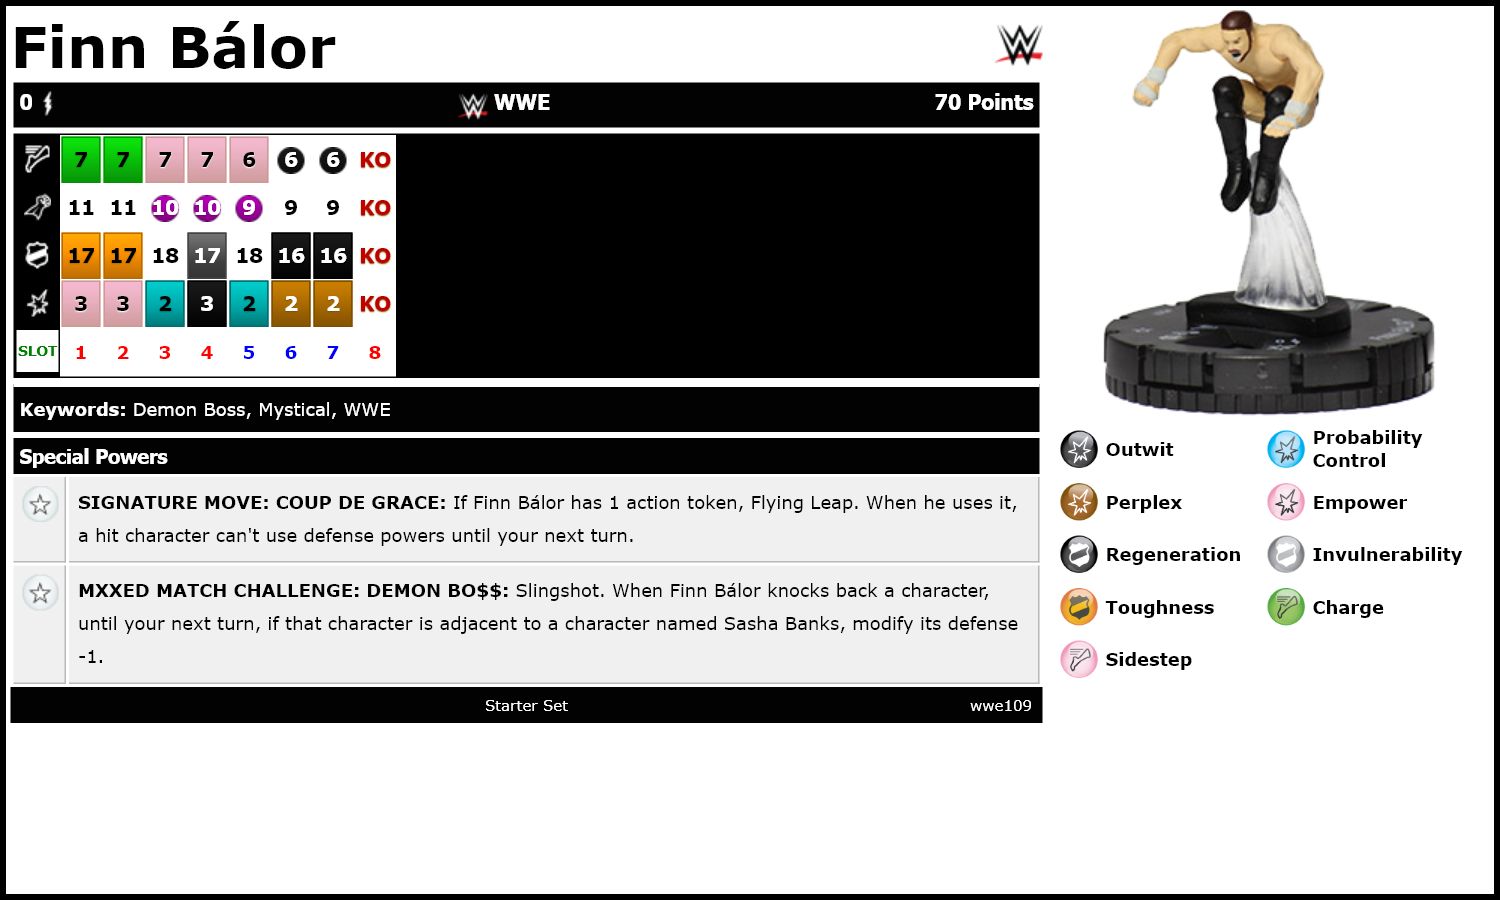 Finn Bálor
W
0 WWE 70 Points
7 7 7 7 6 6 6 KO
11 11 10 10 9 9 9 KO
17 17 18 17 18 16 16 KO
3 3 2 3 2 2 2 KO
SLOT 1 2 3 4 5 6 7 8
Keywords: Demon Boss, Mystical, WWE
Special Powers
SIGNATURE MOVE: COUP DE GRACE: If Finn Bálor has 1 action token, Flying Leap. When he uses it,
a hit character can't use defense powers until your next turn.
MXXED MATCH CHALLENGE: DEMON BO$$: Slingshot. When Finn Bálor knocks back a character,
until your next turn, if that character is adjacent to a character named Sasha Banks, modify its defense
-1.
Starter Set wwe109
Outwit
Probability
Control
Perplex
Empower
Regeneration
Invulnerability
Toughness
Charge
Sidestep